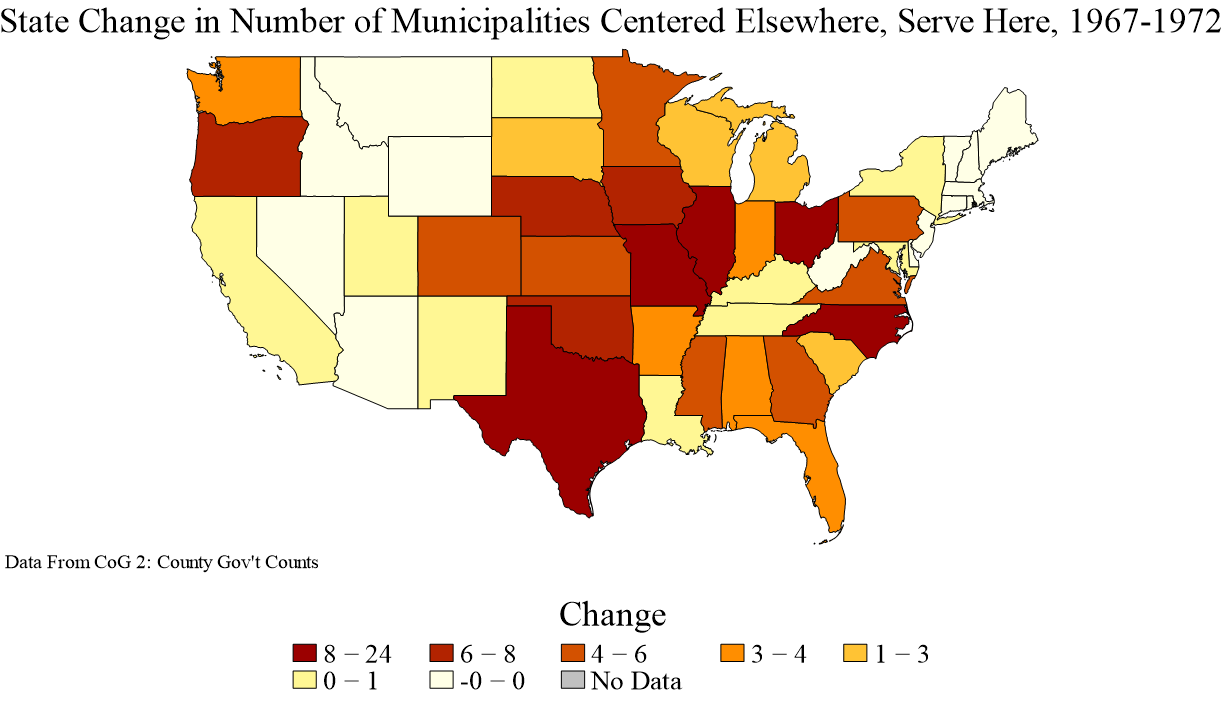 State Change in Number of Municipalities Centered Elsewhere, Serve Here, 1967-1972
Data From CoG 2: County Gov't Counts
Change
8 − 24 6 − 8 4 − 6 3 − 4 1 − 3
0 − 1 -0 − 0 No Data